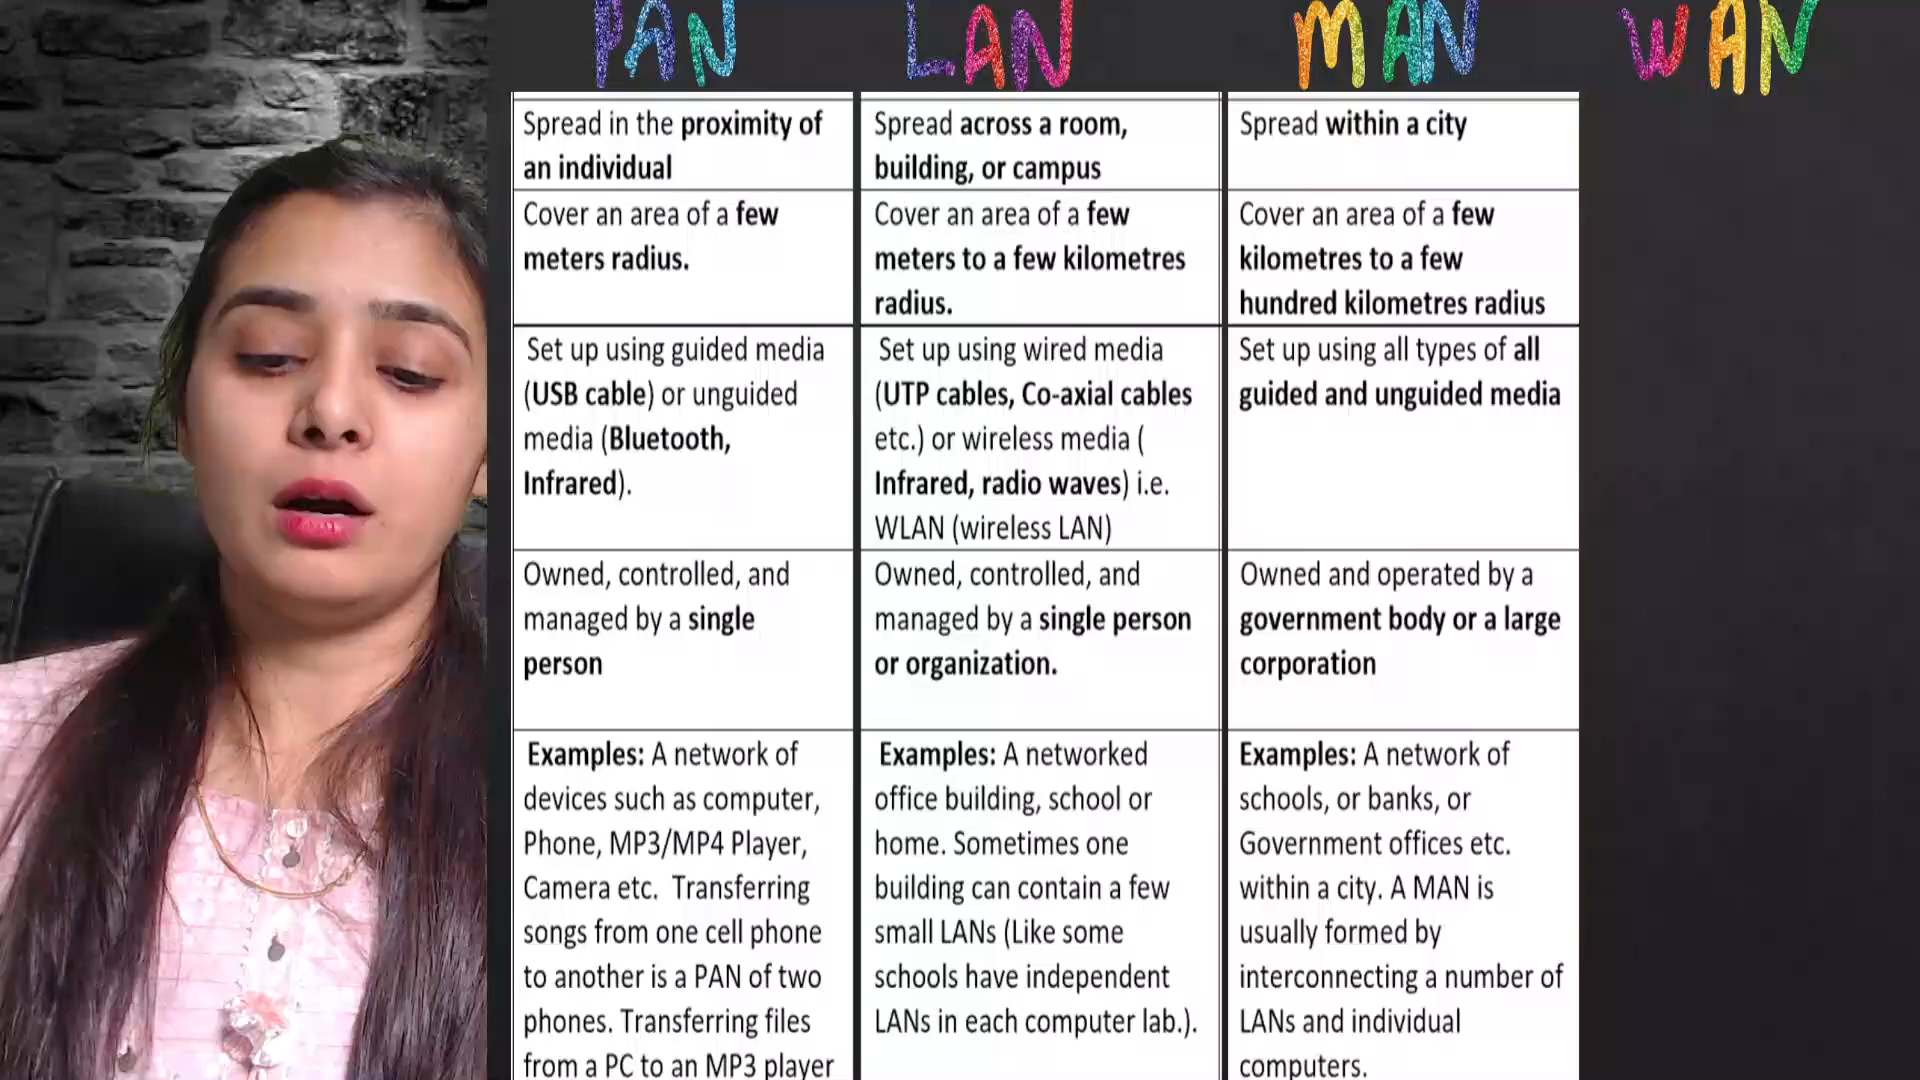 PAN LAN MAN WAN
Spread in the proximity of
an individual
Cover an area of a few
meters radius.
Set up using guided media
(USB cable) or unguided
media (Bluetooth,
Infrared).
Owned, controlled, and
managed by a single
person
Examples: A network of
devices such as computer,
Phone, MP3/MP4 Player,
Camera etc. Transferring
songs from one cell phone
to another is a PAN of two
phones. Transferring files
from a PC to an MP3 player
Spread across a room,
building, or campus
Cover an area of a few
meters to a few kilometres
radius.
Set up using wired media
(UTP cables, Co-axial cables
etc.) or wireless media (
Infrared, radio waves) i.e.
WLAN (wireless LAN)
Owned, controlled, and
managed by a single person
or organization.
Examples: A networked
office building, school or
home. Sometimes one
building can contain a few
small LANs (Like some
schools have independent
LANs in each computer lab.).
Spread within a city
Cover an area of a few
kilometres to a few
hundred kilometres radius
Set up using all types of all
guided and unguided media
Owned and operated by a
government body or a large
corporation
Examples: A network of
schools, or banks, or
Government offices etc.
within a city. A MAN is
usually formed by
interconnecting a number of
LANs and individual
computers.